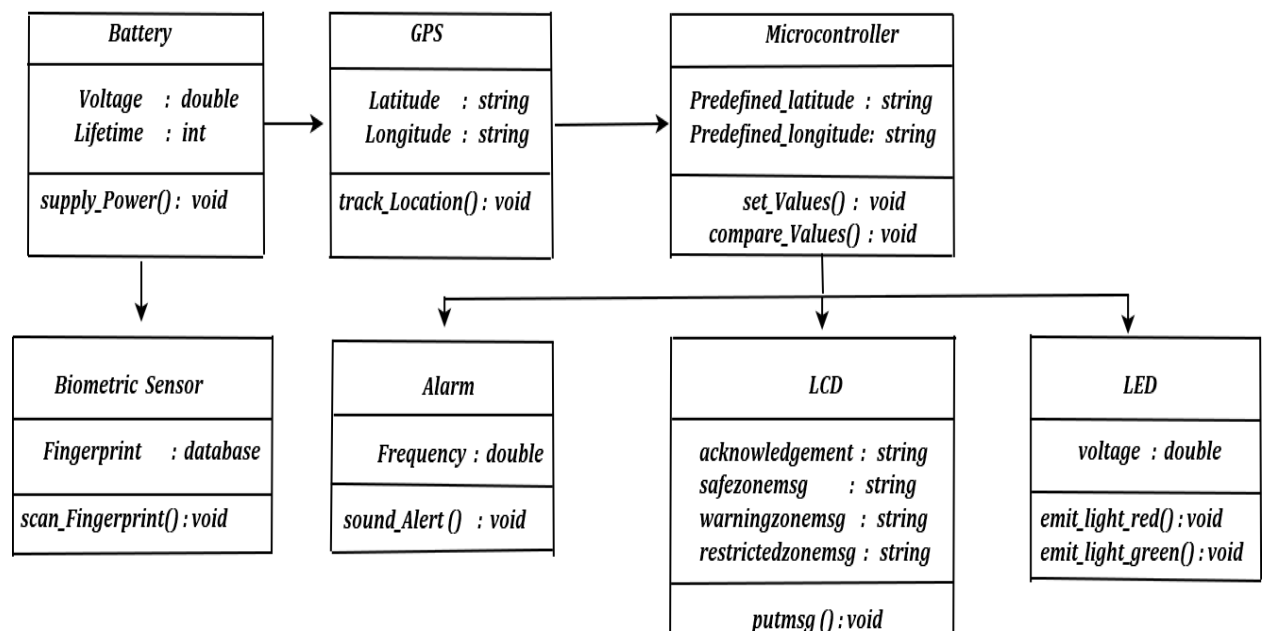 Battery
Voltage : double
Lifetime : int
supply_Power() : void
GPS
Latitude : string
Longitude : string
track_Location() : void
Microcontroller
Predefined_latitude : string
Predefined_longitude: string
set_Values() : void
compare_Values() : void
Biometric Sensor
Fingerprint : database
scan_Fingerprint() : void
Alarm
Frequency : double
sound_Alert () : void
LCD
acknowledgement : string
safezonemsg : string
warningzonemsg : string
restrictedzonemsg : string
putmsg () : void
LED
voltage : double
emit_light_red() : void
emit_light_green() : void